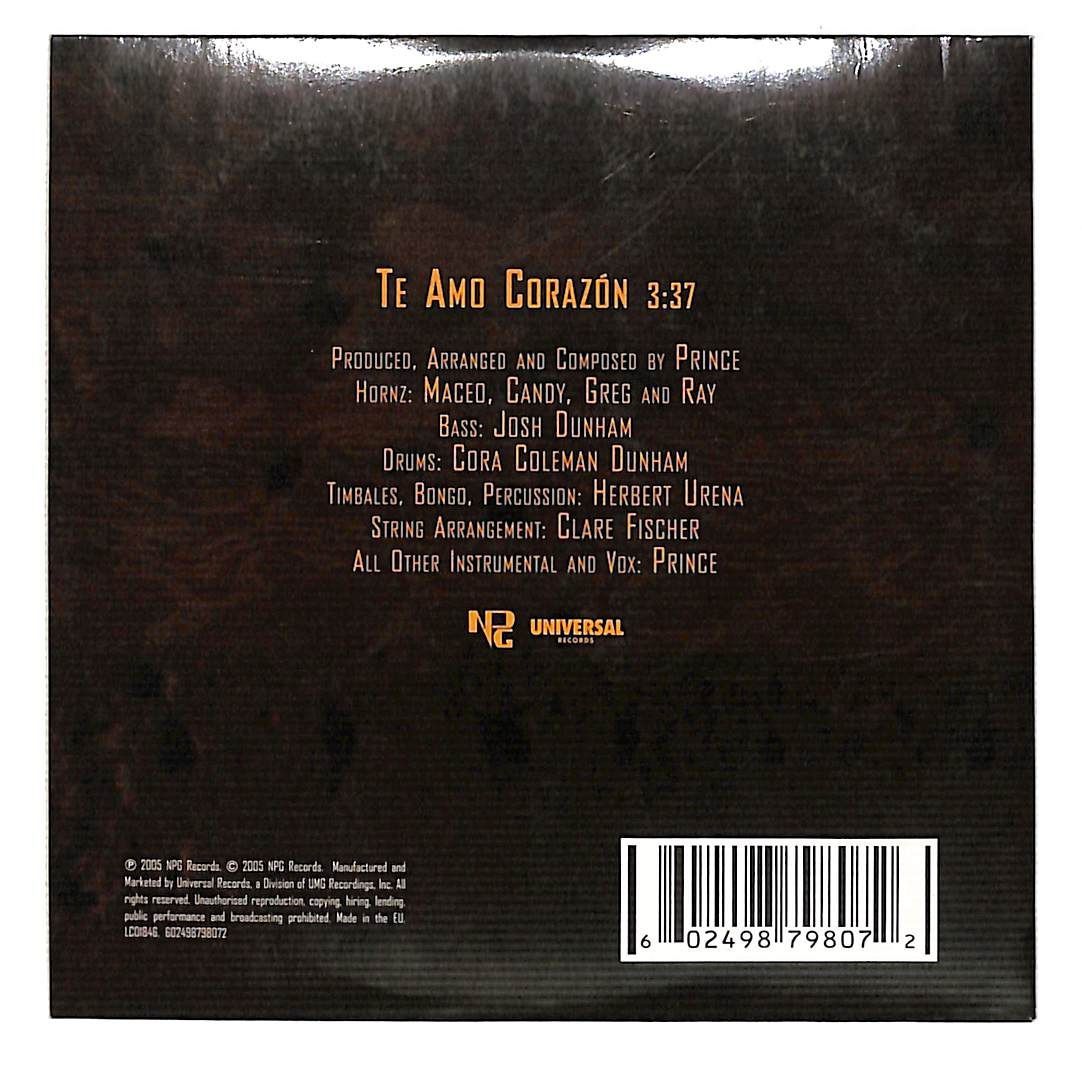 Te Amo Corazón 3:37
Produced, Arranged and Composed by Prince
Hornz: Maceo, Candy, Greg and Ray
Bass: Josh Dunham
Drums: Cora Coleman Dunham
Timbales, Bongo, Percussion: Herbert Urena
String Arrangement: Clare Fischer
All Other Instrumental and Vox: Prince
NPG UNIVERSAL
RECORDS
℗ 2005 NPG Records. © 2005 NPG Records. Manufactured and
Marketed by Universal Records, a Division of UMG Recordings, Inc. All
rights reserved. Unauthorised reproduction, copying, hiring, lending,
public performance and broadcasting prohibited. Made in the EU.
LC01846. 602498798072
6 02498 79807 2